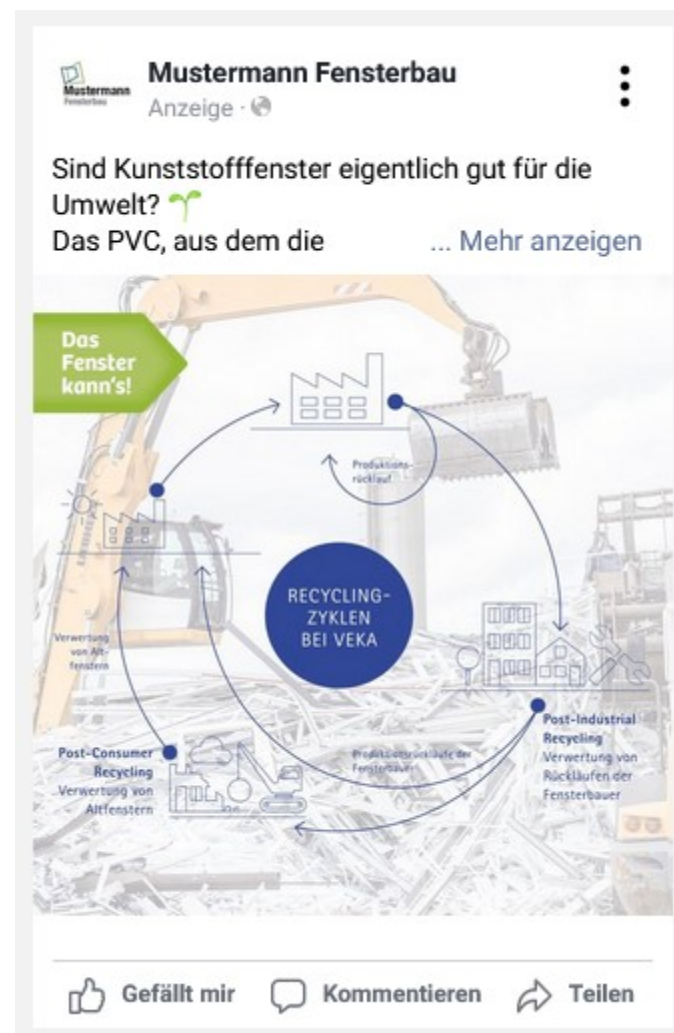 Mustermann
Fensterbau
Mustermann Fensterbau
Anzeige ·
Sind Kunststofffenster eigentlich gut für die
Umwelt? 🌱
Das PVC, aus dem die ... Mehr anzeigen
Das
Fenster
kann's!
Produktions-
rücklauf
RECYCLING-
ZYKLEN
BEI VEKA
Verwertung
von Alt-
fenstern
Post-Consumer
Recycling
Verwertung von
Altfenstern
Produktionsrückläufe der
Fensterbauer
Post-Industrial
Recycling
Verwertung von
Rückläufen der
Fensterbauer
Gefällt mir
Kommentieren
Teilen